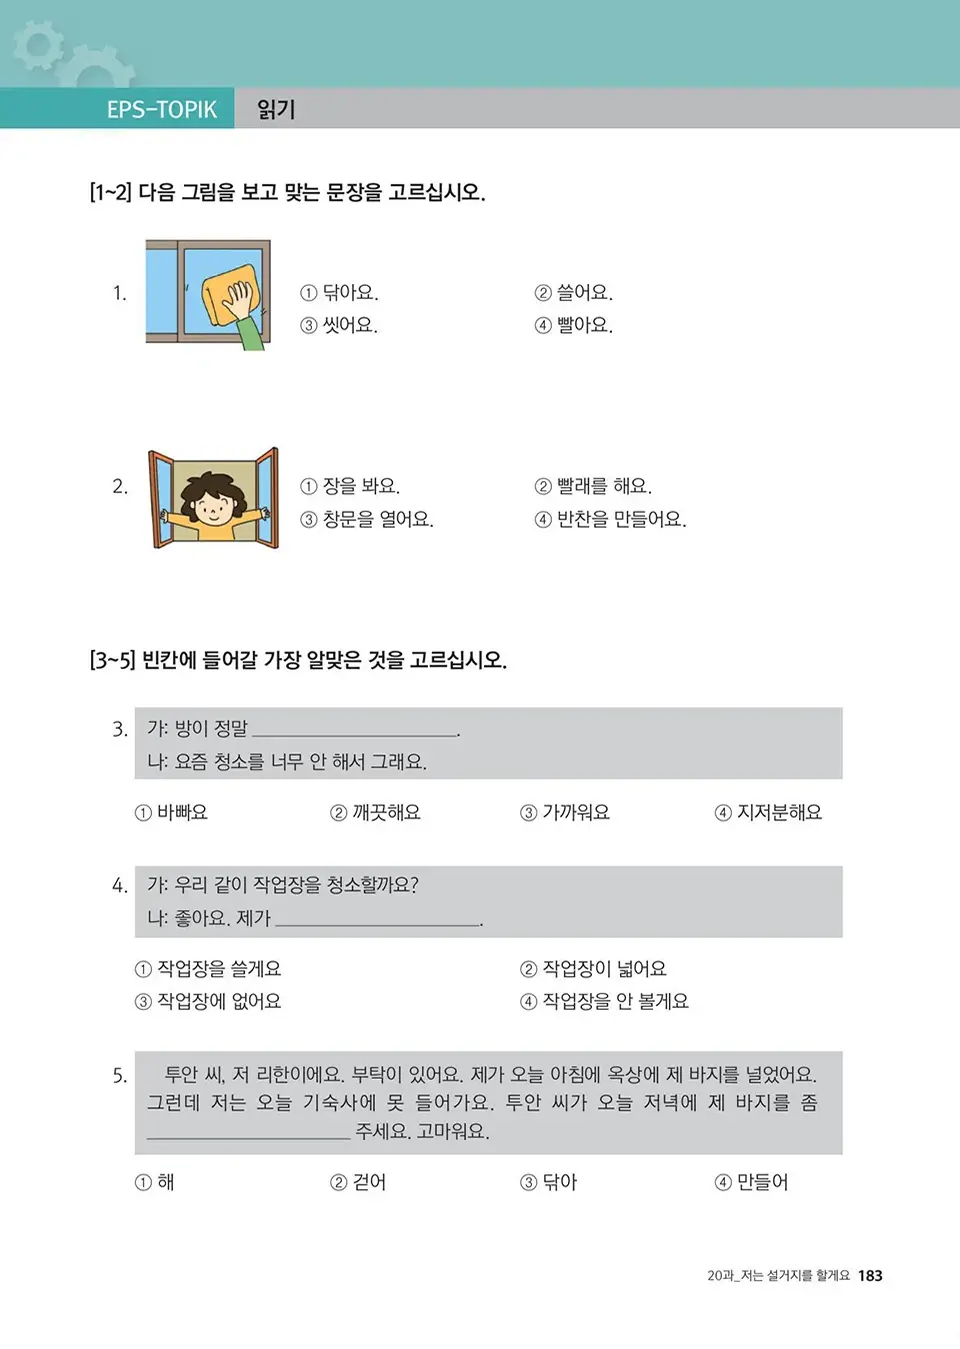 EPS-TOPIK 읽기
[1~2] 다음 그림을 보고 맞는 문장을 고르십시오.
1.
① 닦아요. ② 쓸어요.
③ 씻어요. ④ 빨아요.
2.
① 장을 봐요. ② 빨래를 해요.
③ 창문을 열어요. ④ 반찬을 만들어요.
[3~5] 빈칸에 들어갈 가장 알맞은 것을 고르십시오.
3. 가: 방이 정말 ____________________.
나: 요즘 청소를 너무 안 해서 그래요.
① 바빠요 ② 깨끗해요 ③ 가까워요 ④ 지저분해요
4. 가: 우리 같이 작업장을 청소할까요?
나: 좋아요. 제가 ____________________.
① 작업장을 쓸게요 ② 작업장이 넓어요
③ 작업장에 없어요 ④ 작업장을 안 볼게요
5. 투안 씨, 저 리한이에요. 부탁이 있어요. 제가 오늘 아침에 옥상에 제 바지를 널었어요.
그런데 저는 오늘 기숙사에 못 들어가요. 투안 씨가 오늘 저녁에 제 바지를 좀
____________________ 주세요. 고마워요.
① 해 ② 걷어 ③ 닦아 ④ 만들어
20과_저는 설거지를 할게요 183